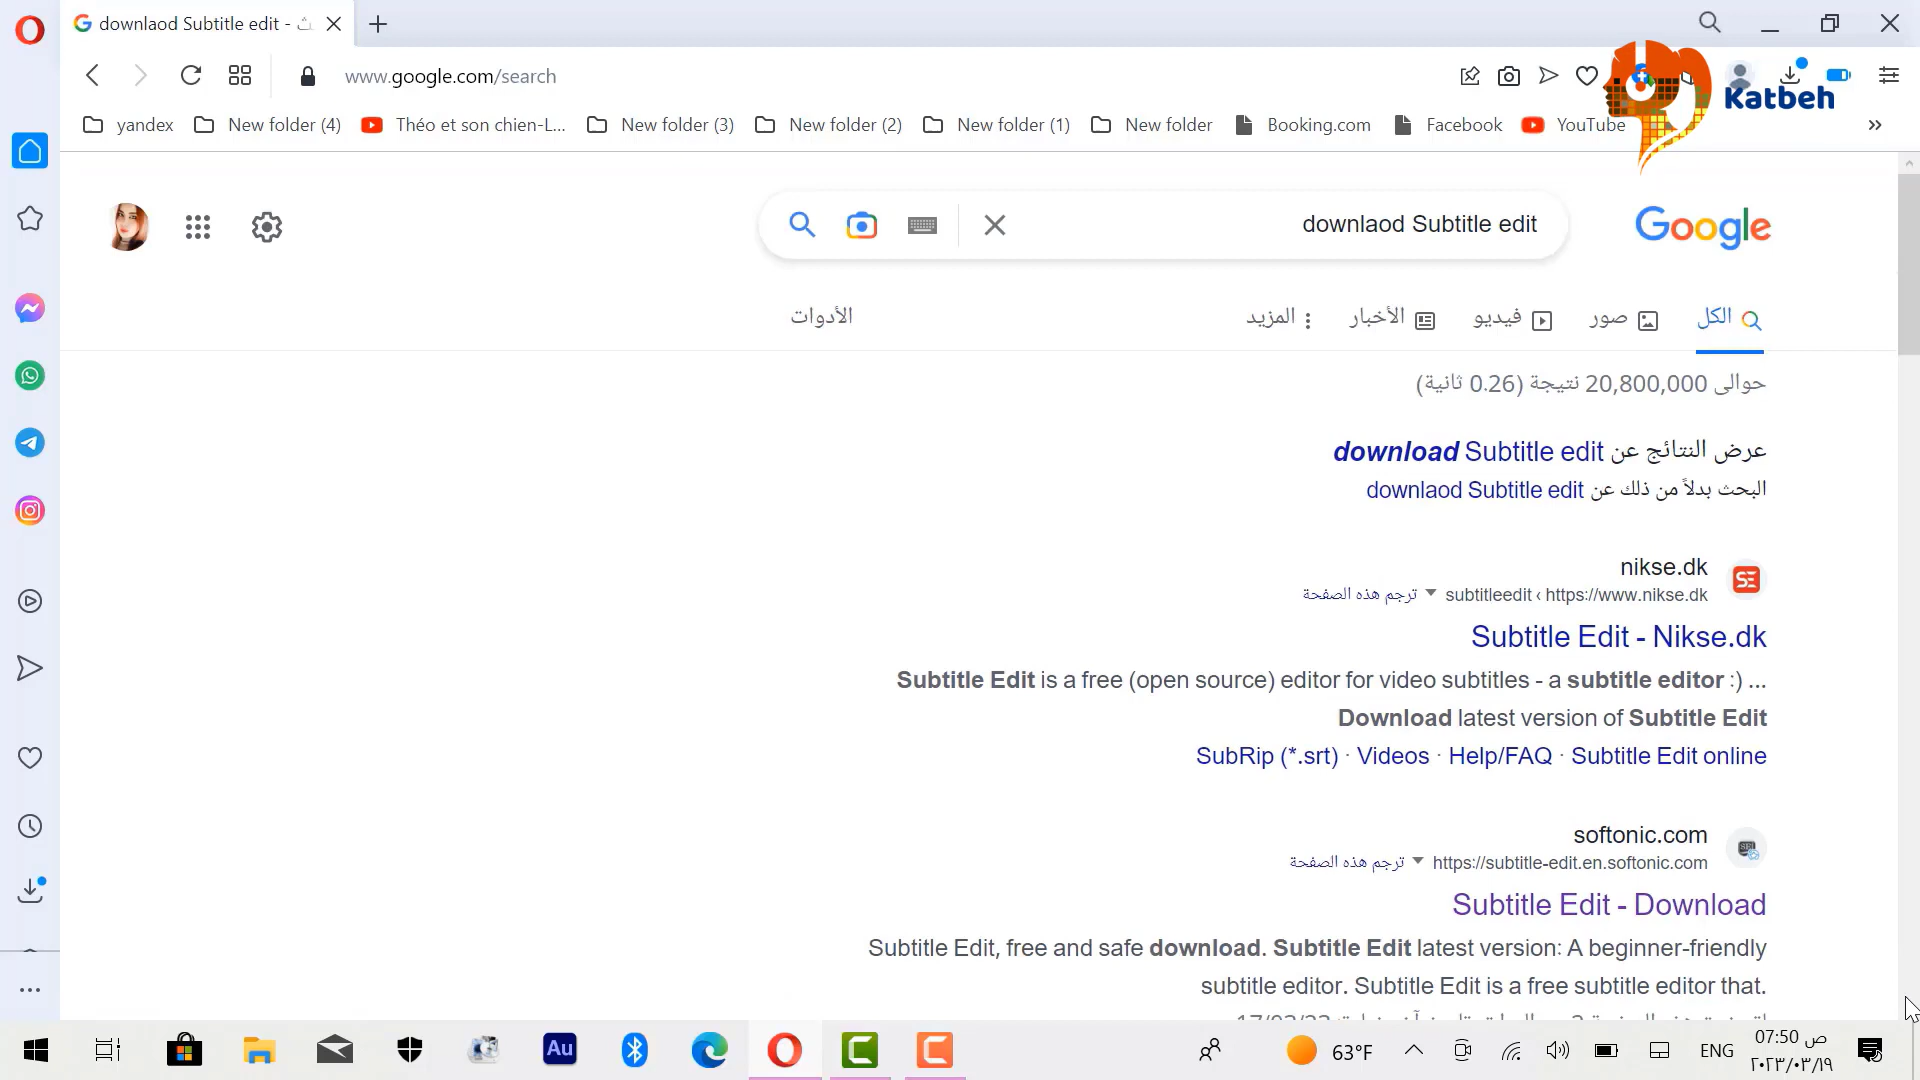 downlaod Subtitle edit -
www.google.com/search
Katbeh
yandex
New folder (4)
Théo et son chien-L...
New folder (3)
New folder (2)
New folder (1)
New folder
Booking.com
Facebook
YouTube
downlaod Subtitle edit
Google
الكل
صور
فيديو
الأخبار
المزيد
الأدوات
حوالى 20,800,000 نتيجة (0.26 ثانية)
عرض النتائج عن download Subtitle edit
البحث بدلاً من ذلك عن downlaod Subtitle edit
nikse.dk
SE
https://www.nikse.dk › subtitleedit ترجم هذه الصفحة
Subtitle Edit - Nikse.dk
Subtitle Edit is a free (open source) editor for video subtitles - a subtitle editor :) ...
Download latest version of Subtitle Edit
SubRip (*.srt) · Videos · Help/FAQ · Subtitle Edit online
softonic.com
https://subtitle-edit.en.softonic.com ترجم هذه الصفحة
Subtitle Edit - Download
Subtitle Edit, free and safe download. Subtitle Edit latest version: A beginner-friendly
subtitle editor. Subtitle Edit is a free subtitle editor that.
Au
63°F
ENG
07:50 ص
٢٠٢٣/٠٣/١٩